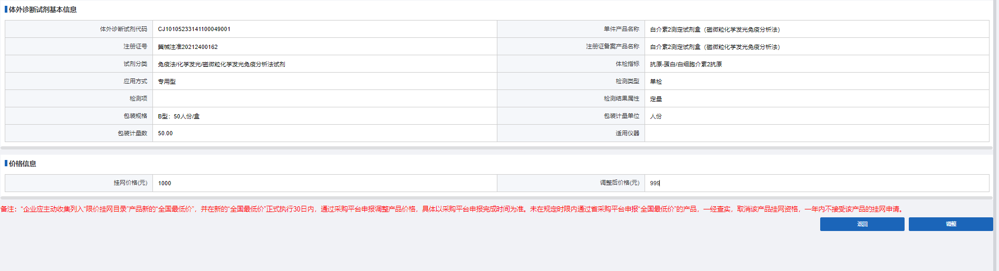 体外诊断试剂基本信息
体外诊断试剂代码 CJ10105233141100049001 单件产品名称 白介素2测定试剂盒（磁微粒化学发光免疫分析法）
注册证号 冀械注准20212400162 注册证备案产品名称 白介素2测定试剂盒（磁微粒化学发光免疫分析法）
试剂分类 免疫法/化学发光/磁微粒化学发光免疫分析法试剂 体检指标 抗原-蛋白/白细胞介素2抗原
应用方式 专用型 检测类型 单检
检测项 检测结果属性 定量
包装规格 B型：50人份/盒 包装计量单位 人份
包装计量数 50.00 适用仪器
价格信息
挂网价格(元) 1000 调整后价格(元) 999
备注：“企业应主动收集列入“限价挂网目录”产品新的“全国最低价”，并在新的“全国最低价”正式执行30日内，通过采购平台申报调整产品价格，具体以采购平台申报完成时间为准。未在规定时限内通过省采购平台申报“全国最低价”的产品，一经查实，取消该产品挂网资格，一年内不接受该产品的挂网申请。
返回 调整